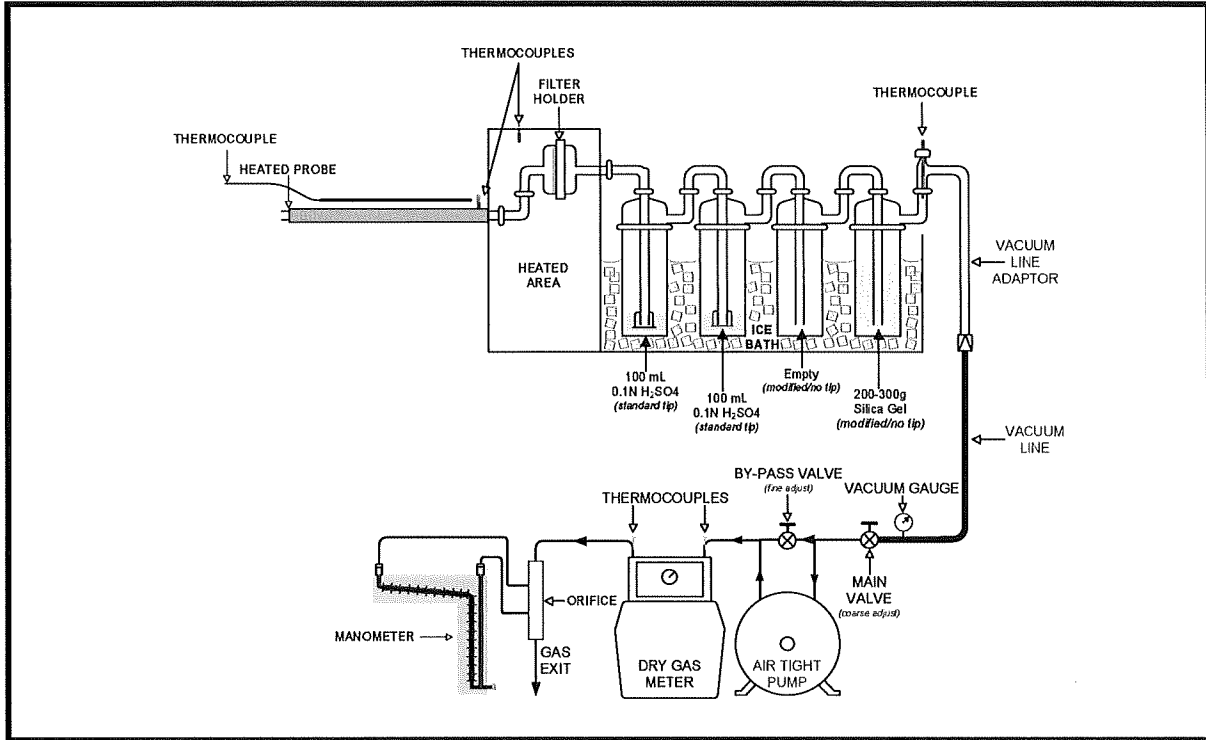 THERMOCOUPLES
FILTER
HOLDER
THERMOCOUPLE
THERMOCOUPLE
HEATED PROBE
HEATED
AREA
VACUUM
LINE
ADAPTOR
ICE
BATH
100 mL
0.1N H₂SO4
(standard tip)
100 mL
0.1N H₂SO4
(standard tip)
Empty
(modified/no tip)
200-300g
Silica Gel
(modified/no tip)
VACUUM
LINE
BY-PASS VALVE
(fine adjust)
VACUUM GAUGE
THERMOCOUPLES
MAIN
VALVE
(coarse adjust)
ORIFICE
MANOMETER
GAS
EXIT
DRY GAS
METER
AIR TIGHT
PUMP